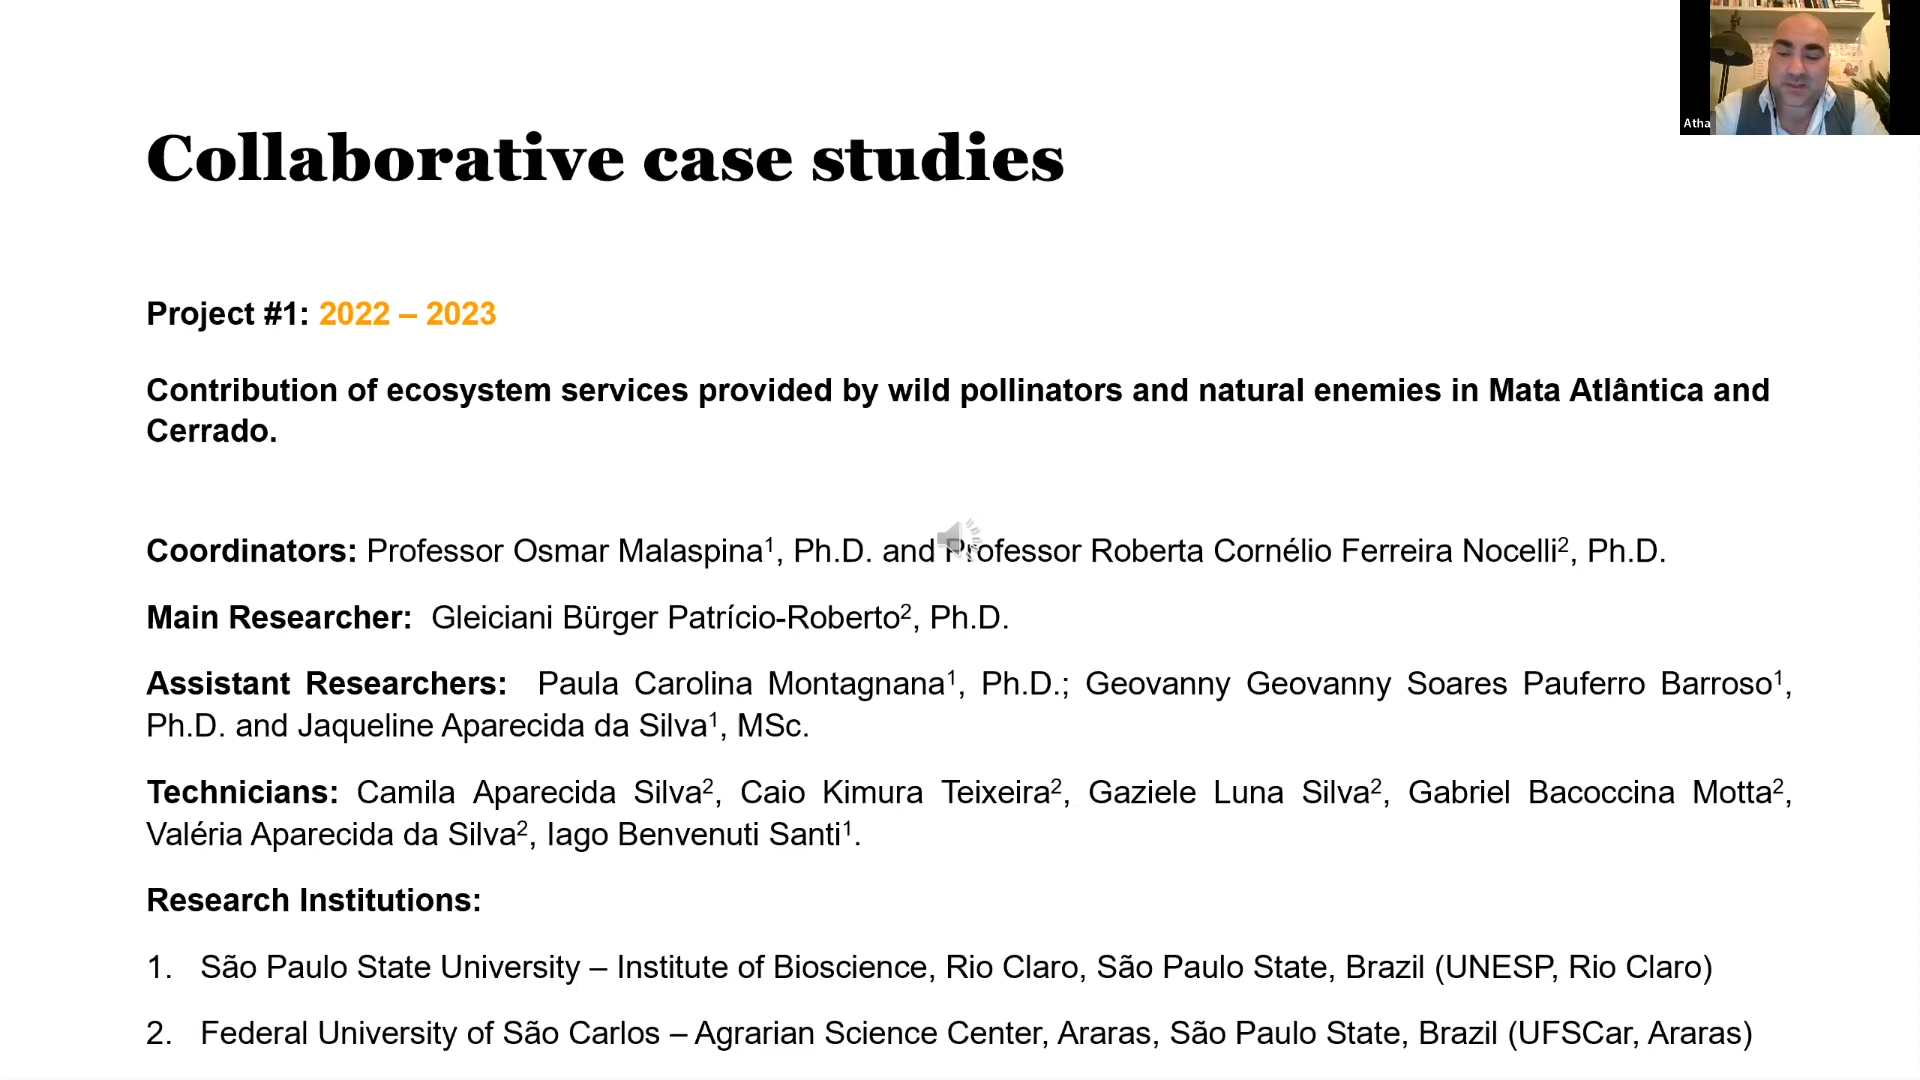 Atha
Collaborative case studies
Project #1: 2022 – 2023
Contribution of ecosystem services provided by wild pollinators and natural enemies in Mata Atlântica and
Cerrado.
Coordinators: Professor Osmar Malaspina¹, Ph.D. and Professor Roberta Cornélio Ferreira Nocelli², Ph.D.
Main Researcher: Gleiciani Bürger Patrício-Roberto², Ph.D.
Assistant Researchers: Paula Carolina Montagnana¹, Ph.D.; Geovanny Geovanny Soares Pauferro Barroso¹,
Ph.D. and Jaqueline Aparecida da Silva¹, MSc.
Technicians: Camila Aparecida Silva², Caio Kimura Teixeira², Gaziele Luna Silva², Gabriel Bacoccina Motta²,
Valéria Aparecida da Silva², Iago Benvenuti Santi¹.
Research Institutions:
1. São Paulo State University – Institute of Bioscience, Rio Claro, São Paulo State, Brazil (UNESP, Rio Claro)
2. Federal University of São Carlos – Agrarian Science Center, Araras, São Paulo State, Brazil (UFSCar, Araras)